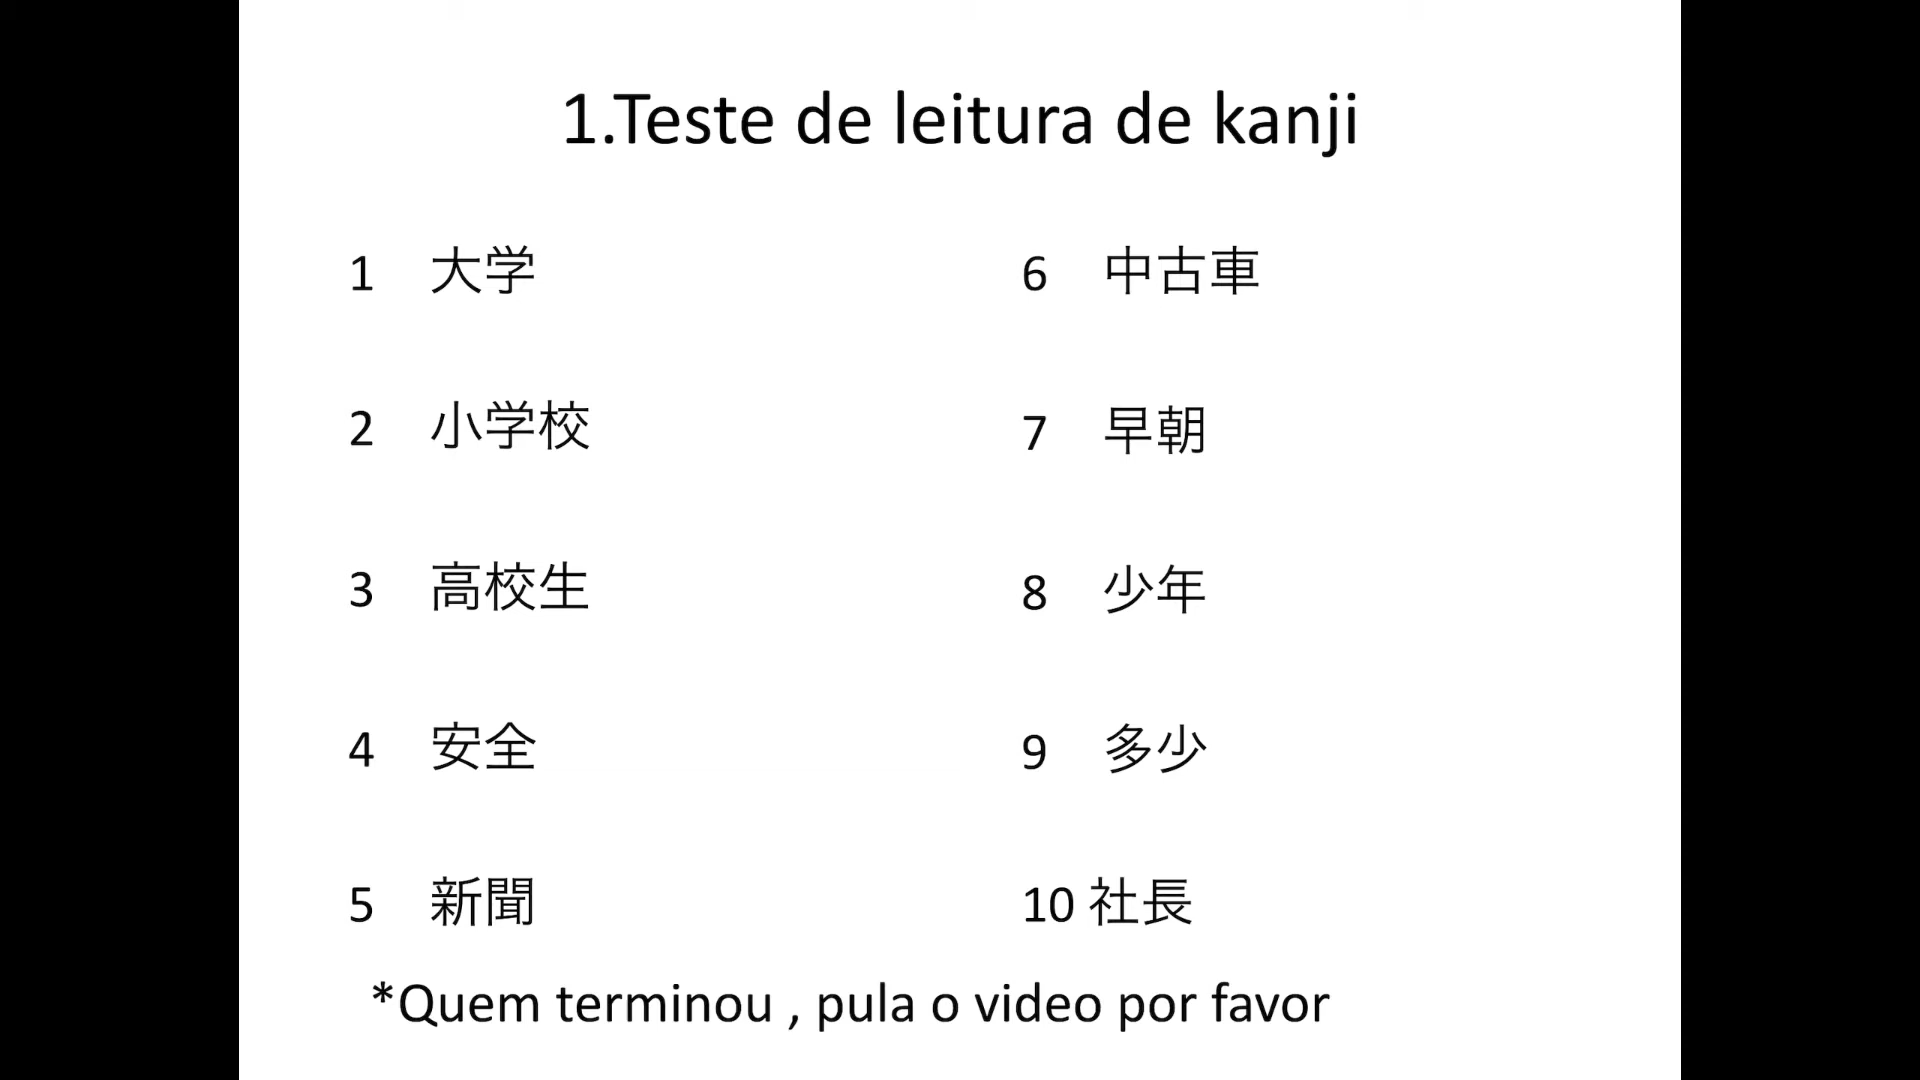 1.Teste de leitura de kanji
1　大学
2　小学校
3　高校生
4　安全
5　新聞
6　中古車
7　早朝
8　少年
9　多少
10 社長
*Quem terminou , pula o video por favor